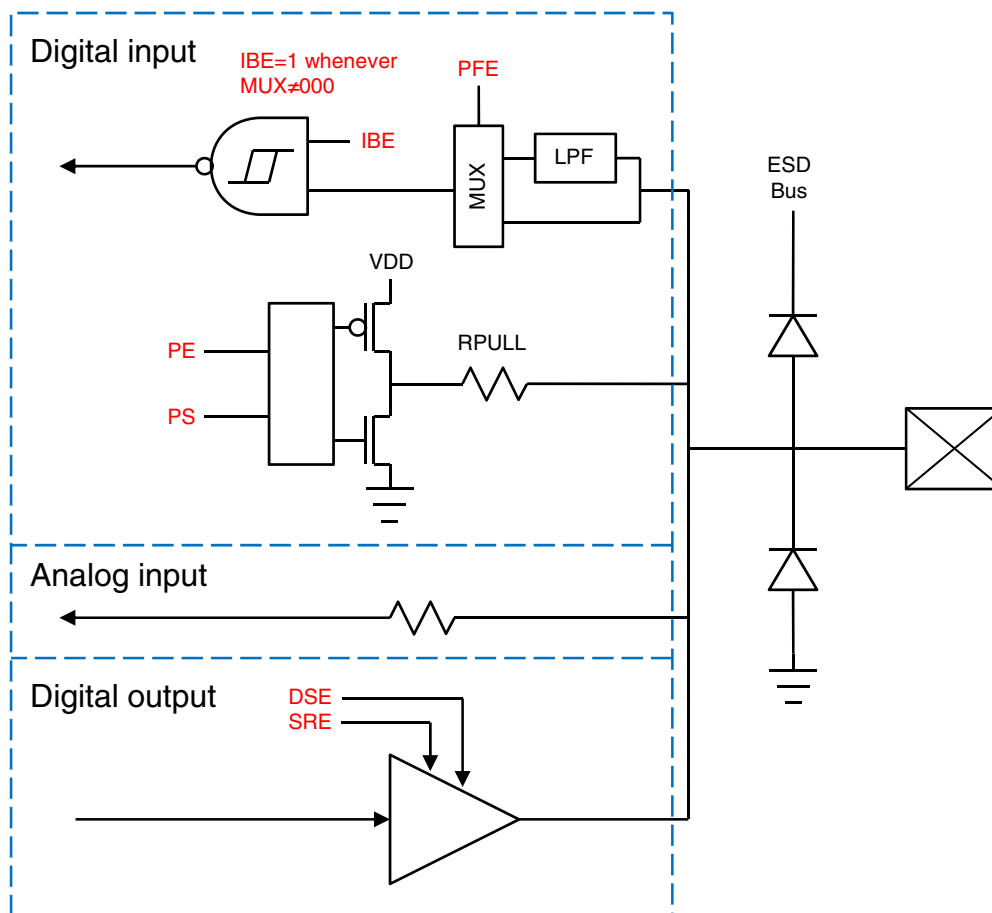 Digital input
IBE=1 whenever
MUX≠000
PFE
IBE
MUX
LPF
ESD
Bus
VDD
PE
PS
RPULL
Analog input
Digital output
DSE
SRE